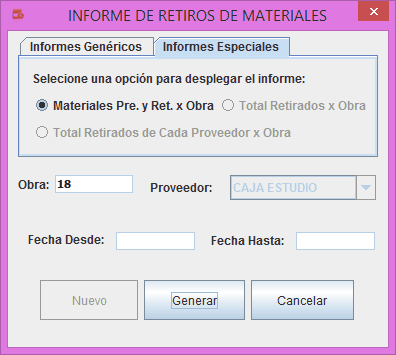 INFORME DE RETIROS DE MATERIALES
Informes Genéricos Informes Especiales
Selecione una opción para desplegar el informe:
Materiales Pre. y Ret. x Obra Total Retirados x Obra
Total Retirados de Cada Proveedor x Obra
Obra: 18 Proveedor: CAJA ESTUDIO
Fecha Desde: Fecha Hasta:
Nuevo Generar Cancelar